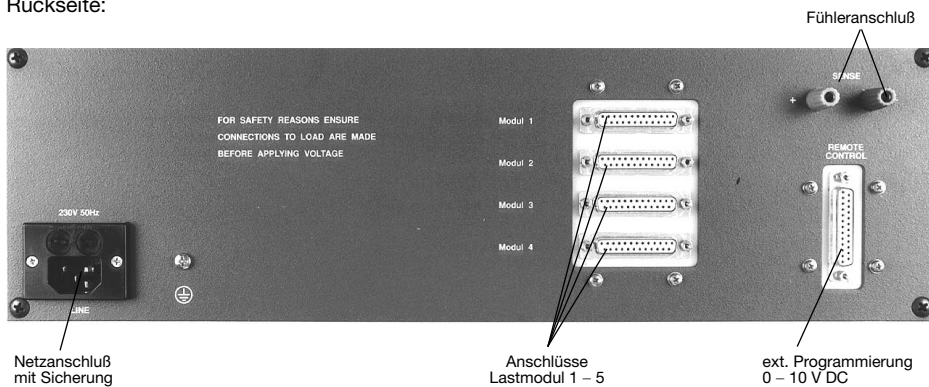 Rückseite:
Fühleranschluß
SENSE
+
FOR SAFETY REASONS ENSURE
CONNECTIONS TO LOAD ARE MADE
BEFORE APPLYING VOLTAGE
Modul 1
Modul 2
Modul 3
Modul 4
REMOTE
CONTROL
230V 50Hz
LINE
Netzanschluß
mit Sicherung
Anschlüsse
Lastmodul 1 – 5
ext. Programmierung
0 – 10 V DC